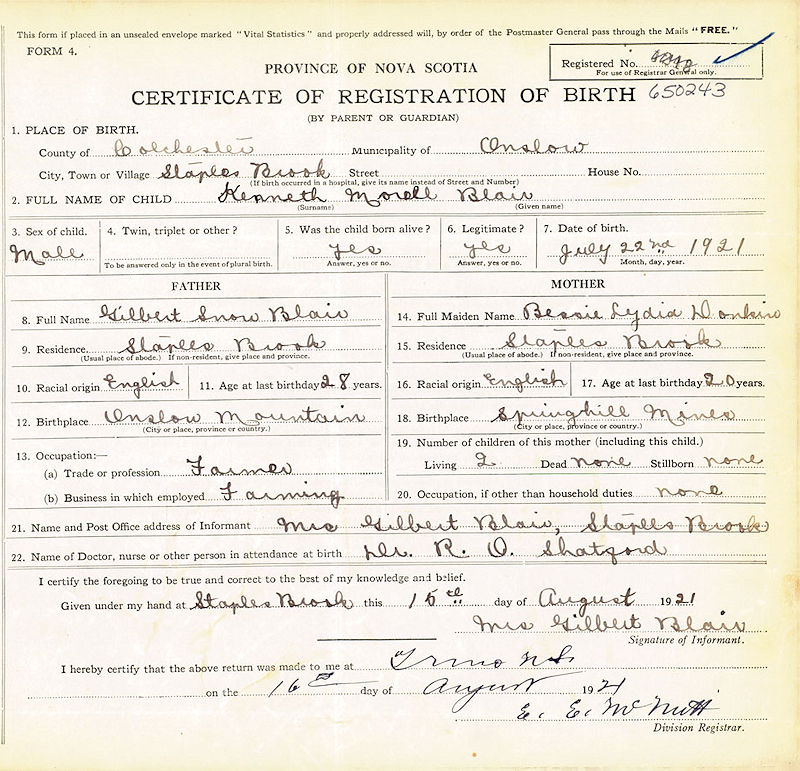 This form if placed in an unsealed envelope marked "Vital Statistics" and properly addressed will, by order of the Postmaster General pass through the Mails "FREE."
FORM 4.
Registered No.
For use of Registrar General only.
PROVINCE OF NOVA SCOTIA
CERTIFICATE OF REGISTRATION OF BIRTH 650243
(BY PARENT OR GUARDIAN)
1. PLACE OF BIRTH.
County of Colchester Municipality of Onslow
City, Town or Village Staples Brook Street House No.
(If birth occurred in a hospital, give its name instead of Street and Number)
2. FULL NAME OF CHILD Kenneth Morell Blair
(Surname) (Given name)
3. Sex of child. 4. Twin, triplet or other? 5. Was the child born alive? 6. Legitimate? 7. Date of birth.
Male yes yes July 22nd 1921
To be answered only in the event of plural birth. Answer, yes or no. Answer, yes or no. Month, day, year.
FATHER MOTHER
8. Full Name Gilbert Snow Blair 14. Full Maiden Name Bessie Lydia Donkin
9. Residence Staples Brook 15. Residence Staples Brook
(Usual place of abode.) If non-resident, give place and province. (Usual place of abode.) If non-resident, give place and province.
10. Racial origin English 11. Age at last birthday 28 years. 16. Racial origin English 17. Age at last birthday 20 years.
12. Birthplace Onslow Mountain 18. Birthplace Springhill Mines
(City or place, province or country.) (City or place, province or country.)
13. Occupation:— 19. Number of children of this mother (including this child.)
(a) Trade or profession Farmer Living 2 Dead none Stillborn none
(b) Business in which employed Farming 20. Occupation, if other than household duties none
21. Name and Post Office address of Informant Mrs Gilbert Blair, Staples Brook
22. Name of Doctor, nurse or other person in attendance at birth Dr. R. O. Shatford
I certify the foregoing to be true and correct to the best of my knowledge and belief.
Given under my hand at Staples Brook this 15th day of August 1921
Mrs Gilbert Blair
Signature of Informant.
I hereby certify that the above return was made to me at Truro NS
on the 16th day of August 1921
E. E. McNutt
Division Registrar.